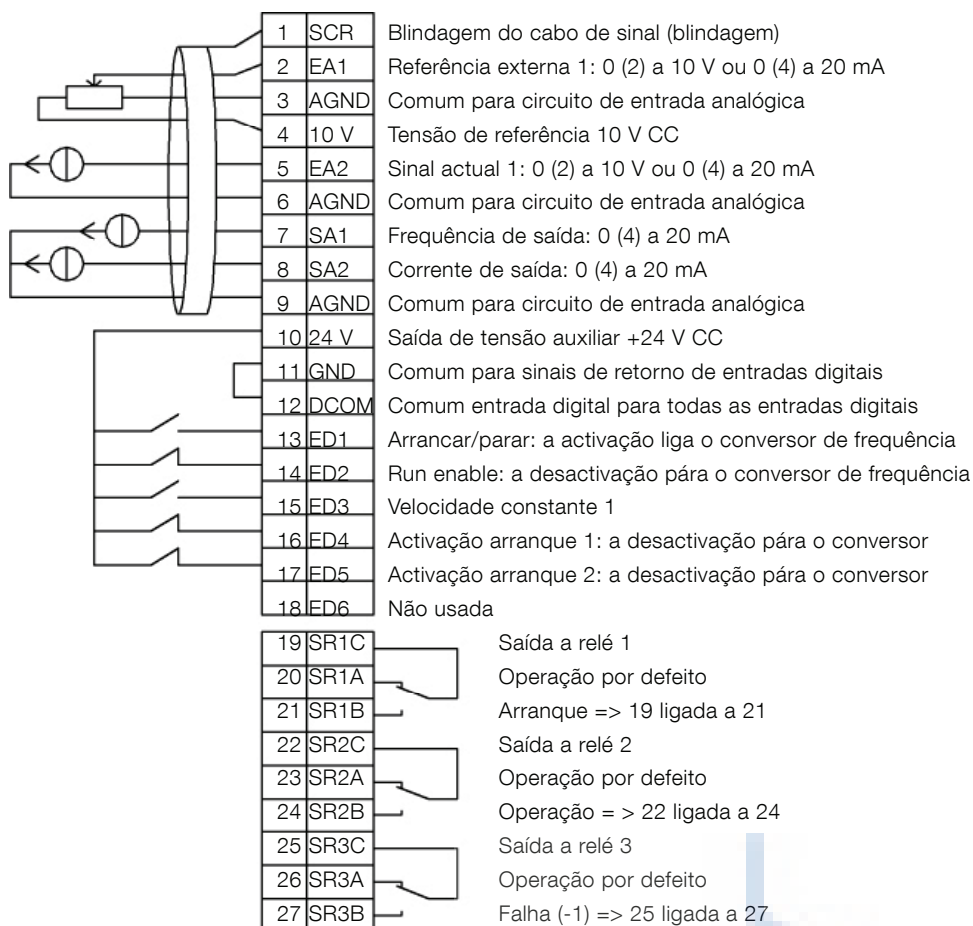 1 SCR Blindagem do cabo de sinal (blindagem)
2 EA1 Referência externa 1: 0 (2) a 10 V ou 0 (4) a 20 mA
3 AGND Comum para circuito de entrada analógica
4 10 V Tensão de referência 10 V CC
5 EA2 Sinal actual 1: 0 (2) a 10 V ou 0 (4) a 20 mA
6 AGND Comum para circuito de entrada analógica
7 SA1 Frequência de saída: 0 (4) a 20 mA
8 SA2 Corrente de saída: 0 (4) a 20 mA
9 AGND Comum para circuito de entrada analógica
10 24 V Saída de tensão auxiliar +24 V CC
11 GND Comum para sinais de retorno de entradas digitais
12 DCOM Comum entrada digital para todas as entradas digitais
13 ED1 Arrancar/parar: a activação liga o conversor de frequência
14 ED2 Run enable: a desactivação pára o conversor de frequência
15 ED3 Velocidade constante 1
16 ED4 Activação arranque 1: a desactivação pára o conversor
17 ED5 Activação arranque 2: a desactivação pára o conversor
18 ED6 Não usada
19 SR1C Saída a relé 1
20 SR1A Operação por defeito
21 SR1B Arranque => 19 ligada a 21
22 SR2C Saída a relé 2
23 SR2A Operação por defeito
24 SR2B Operação = > 22 ligada a 24
25 SR3C Saída a relé 3
26 SR3A Operação por defeito
27 SR3B Falha (-1) => 25 ligada a 27